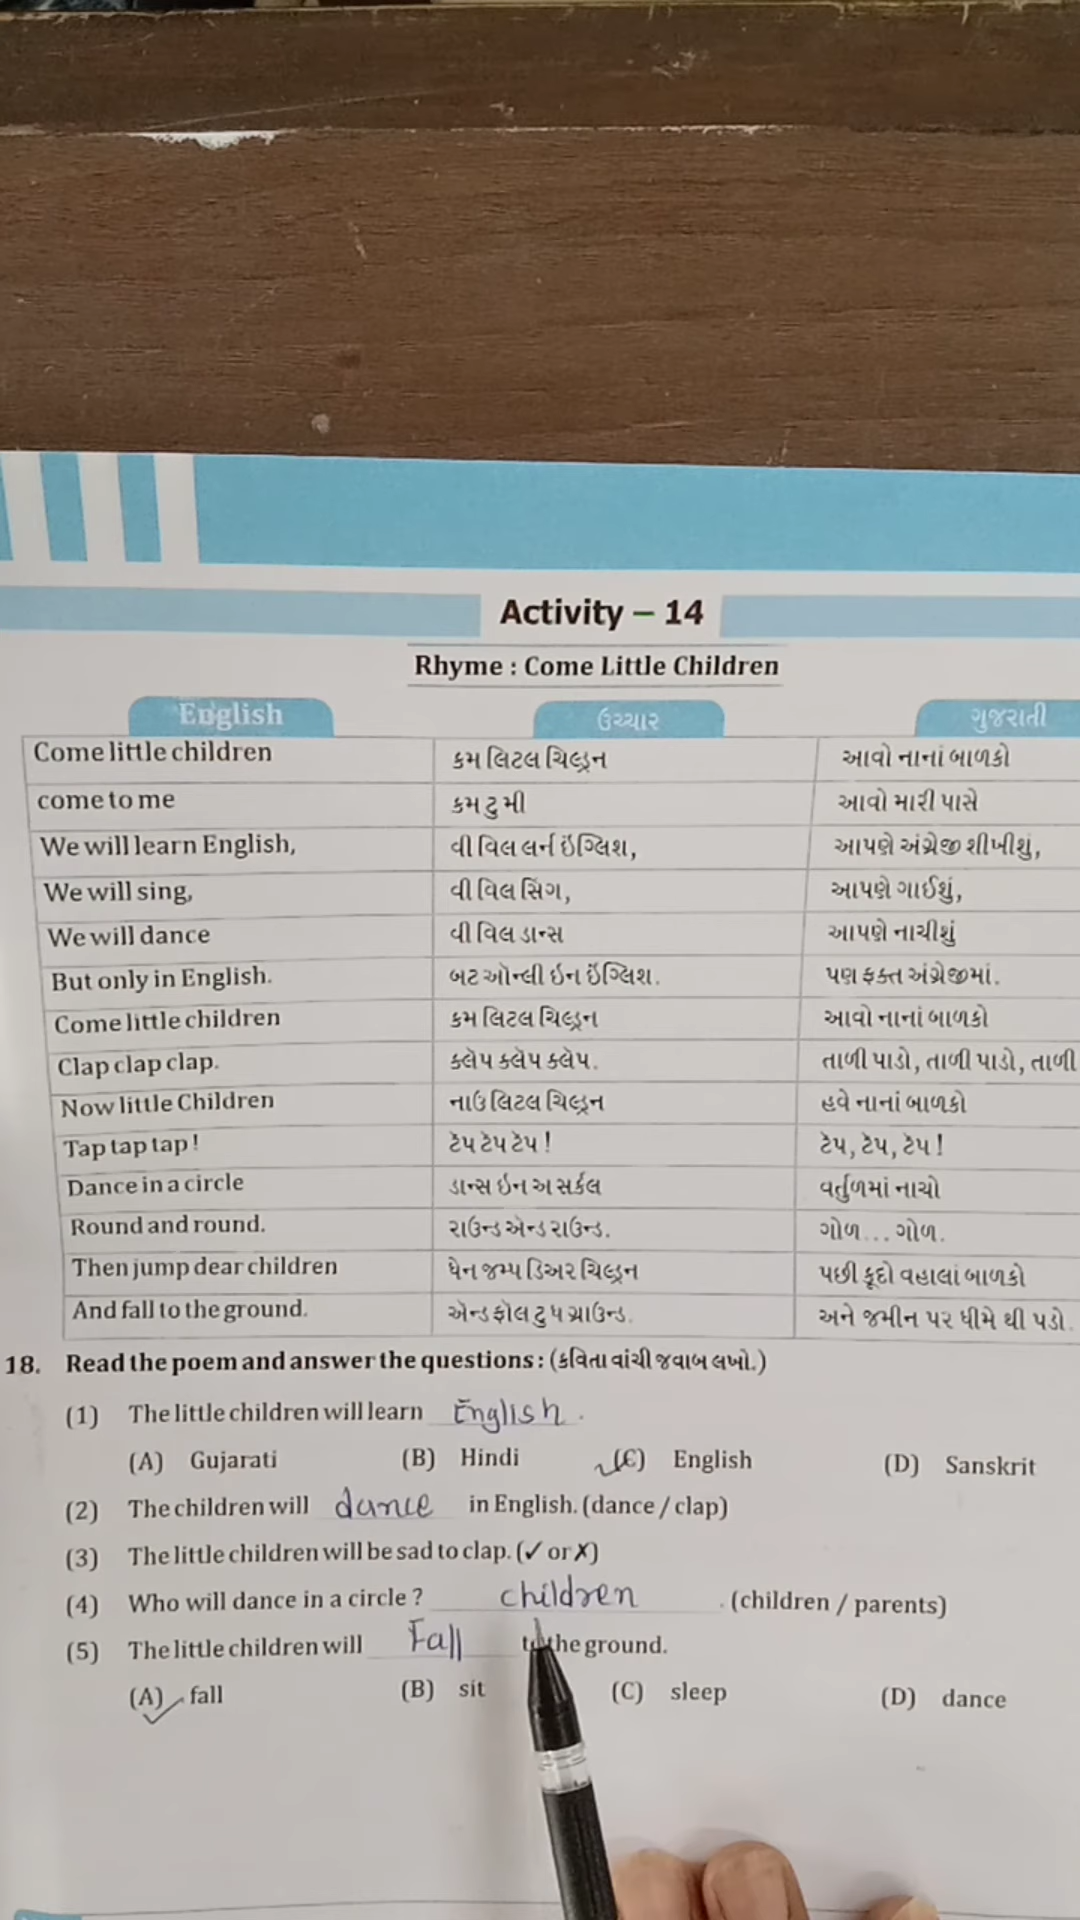 Activity – 14
Rhyme : Come Little Children
English ઉચ્ચાર ગુજરાતી
Come little children કમ લિટલ ચિલ્ડ્રન આવો નાનાં બાળકો
come to me કમ ટુ મી આવો મારી પાસે
We will learn English, વી વિલ લર્ન ઇંગ્લિશ, આપણે અંગ્રેજી શીખીશું,
We will sing, વી વિલ સિંગ, આપણે ગાઈશું,
We will dance વી વિલ ડાન્સ આપણે નાચીશું
But only in English. બટ ઓન્લી ઇન ઇંગ્લિશ. પણ ફક્ત અંગ્રેજીમાં.
Come little children કમ લિટલ ચિલ્ડ્રન આવો નાનાં બાળકો
Clap clap clap. ક્લૅપ ક્લૅપ ક્લૅપ. તાળી પાડો, તાળી પાડો, તાળી
Now little Children નાઉ લિટલ ચિલ્ડ્રન હવે નાનાં બાળકો
Tap tap tap ! ટૅપ ટૅપ ટૅપ ! ટૅપ, ટૅપ, ટૅપ !
Dance in a circle ડાન્સ ઇન અ સર્કલ વર્તુળમાં નાચો
Round and round. રાઉન્ડ ઍન્ડ રાઉન્ડ. ગોળ...ગોળ.
Then jump dear children ધેન જમ્પ ડિઅર ચિલ્ડ્રન પછી કૂદો વહાલાં બાળકો
And fall to the ground. ઍન્ડ ફૉલ ટુ ધ ગ્રાઉન્ડ. અને જમીન પર ધીમે થી પડો.
18. Read the poem and answer the questions : (કવિતા વાંચી જવાબ લખો.)
(1) The little children will learn English .
(A) Gujarati (B) Hindi (C) English (D) Sanskrit
(2) The children will dance in English. (dance / clap)
(3) The little children will be sad to clap. (✓ or ✗)
(4) Who will dance in a circle ? children . (children / parents)
(5) The little children will Fall to the ground.
(A) fall (B) sit (C) sleep (D) dance